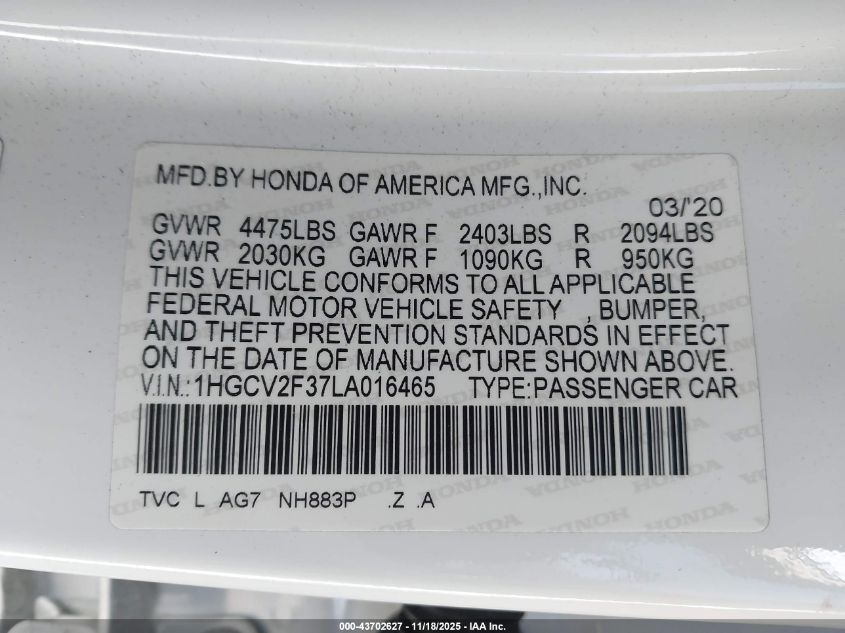 MFD.BY HONDA OF AMERICA MFG.,INC.
03/'20
GVWR 4475LBS GAWR F 2403LBS R 2094LBS
GVWR 2030KG GAWR F 1090KG R 950KG
THIS VEHICLE CONFORMS TO ALL APPLICABLE
FEDERAL MOTOR VEHICLE SAFETY , BUMPER,
AND THEFT PREVENTION STANDARDS IN EFFECT
ON THE DATE OF MANUFACTURE SHOWN ABOVE.
V.I.N.:1HGCV2F37LA016465 TYPE:PASSENGER CAR
TVC L AG7 NH883P .Z .A
000-43702627 - 11/18/2025 - IAA Inc.